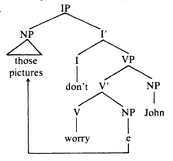 IP
NP I'
those pictures I VP
don't V' NP
V NP John
worry e